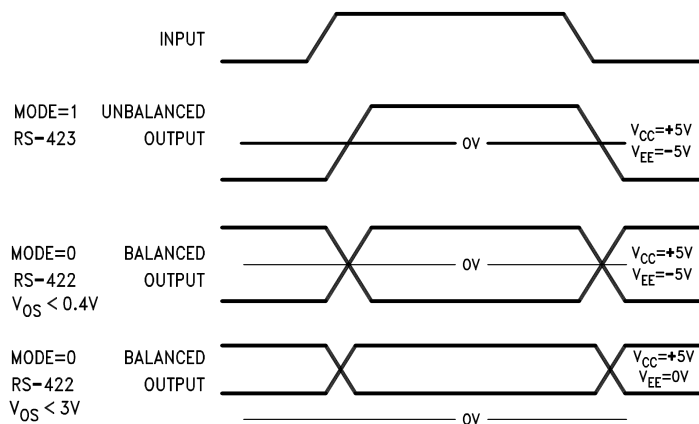 INPUT
MODE=1 UNBALANCED
RS-423 OUTPUT
0V
VCC=+5V
VEE=-5V
MODE=0 BALANCED
RS-422 OUTPUT
VOS < 0.4V
0V
VCC=+5V
VEE=-5V
MODE=0 BALANCED
RS-422 OUTPUT
VOS < 3V
VCC=+5V
VEE=0V
0V